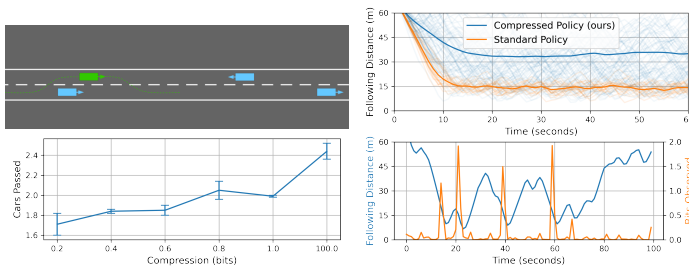 Following Distance (m)
60
45
30
15
0
Compressed Policy (ours)
Standard Policy
0 10 20 30 40 50 60
Time (seconds)
Cars Passed
2.4
2.2
2.0
1.8
1.6
0.2 0.4 0.6 0.8 1.0 100.0
Compression (bits)
Following Distance (m)
60
45
30
15
0
2.0
1.5
1.0
0.5
0.0
Bits Observed
0 20 40 60 80 100
Time (seconds)